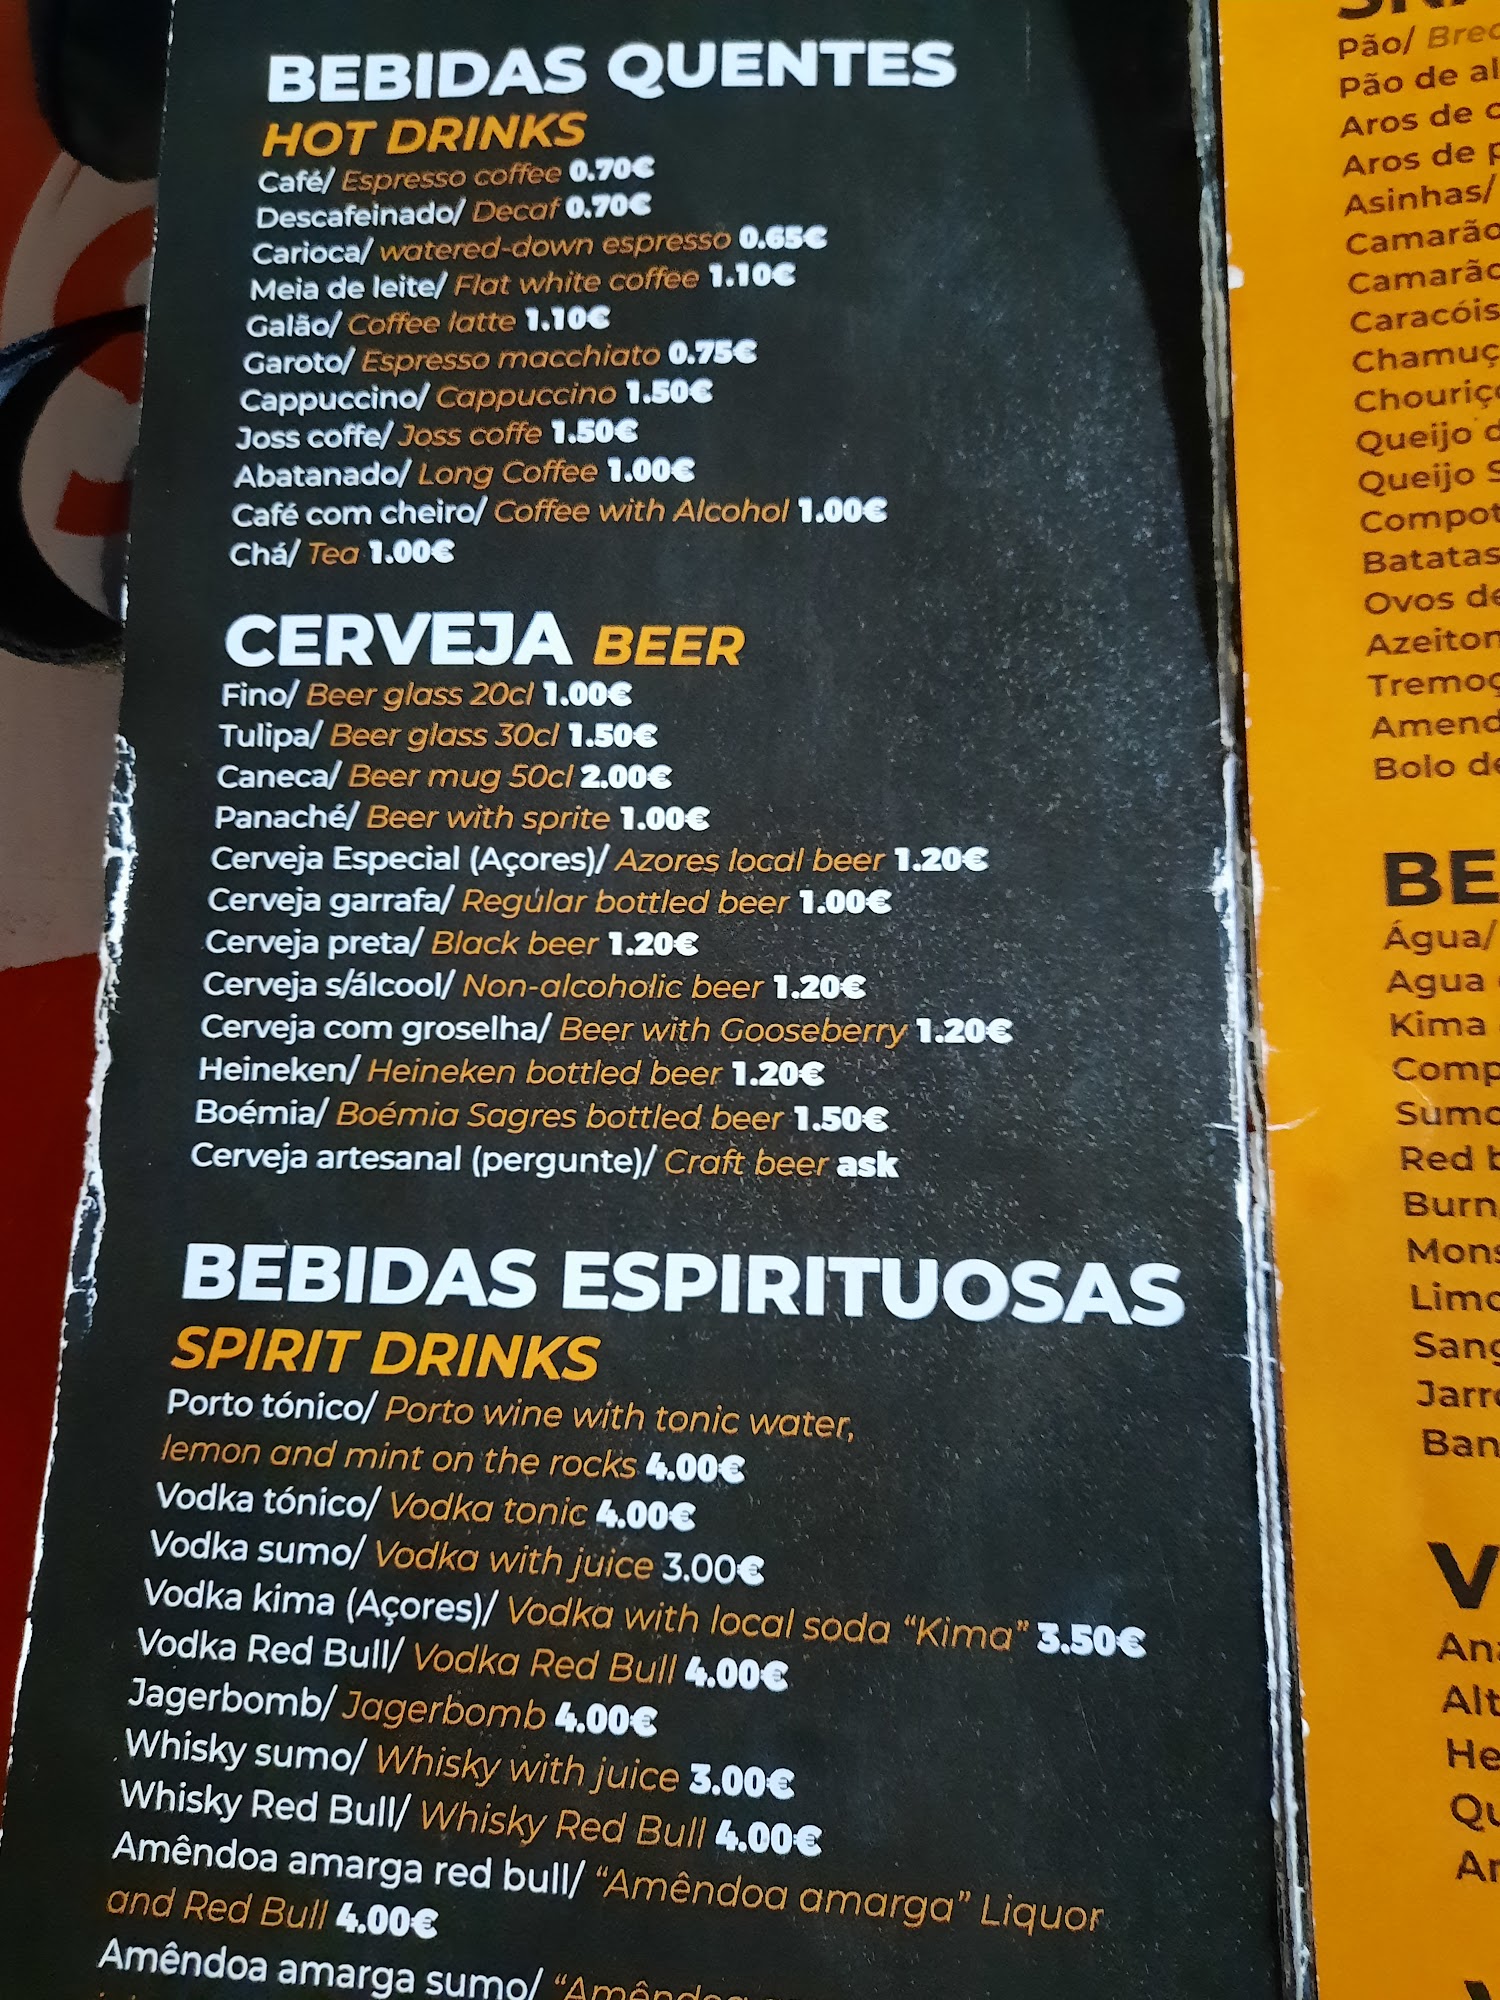 BEBIDAS QUENTES
HOT DRINKS
Café/ Espresso coffee 0.70€
Descafeinado/ Decaf 0.70€
Carioca/ watered-down espresso 0.65€
Meia de leite/ Flat white coffee 1.10€
Galão/ Coffee latte 1.10€
Garoto/ Espresso macchiato 0.75€
Cappuccino/ Cappuccino 1.50€
Joss coffe/ Joss coffe 1.50€
Abatanado/ Long Coffee 1.00€
Café com cheiro/ Coffee with Alcohol 1.00€
Chá/ Tea 1.00€
CERVEJA BEER
Fino/ Beer glass 20cl 1.00€
Tulipa/ Beer glass 30cl 1.50€
Caneca/ Beer mug 50cl 2.00€
Panaché/ Beer with sprite 1.00€
Cerveja Especial (Açores)/ Azores local beer 1.20€
Cerveja garrafa/ Regular bottled beer 1.00€
Cerveja preta/ Black beer 1.20€
Cerveja s/álcool/ Non-alcoholic beer 1.20€
Cerveja com groselha/ Beer with Gooseberry 1.20€
Heineken/ Heineken bottled beer 1.20€
Boémia/ Boémia Sagres bottled beer 1.50€
Cerveja artesanal (pergunte)/ Craft beer ask
BEBIDAS ESPIRITUOSAS
SPIRIT DRINKS
Porto tónico/ Porto wine with tonic water,
lemon and mint on the rocks 4.00€
Vodka tónico/ Vodka tonic 4.00€
Vodka sumo/ Vodka with juice 3.00€
Vodka kima (Açores)/ Vodka with local soda “Kima” 3.50€
Vodka Red Bull/ Vodka Red Bull 4.00€
Jagerbomb/ Jagerbomb 4.00€
Whisky sumo/ Whisky with juice 3.00€
Whisky Red Bull/ Whisky Red Bull 4.00€
Amêndoa amarga red bull/ “Amêndoa amarga” Liquor
and Red Bull 4.00€
Amêndoa amarga sumo/ “Amêndoa
Pão/
Pão de
Aros de
Aros de
Asinhas/
Camarão
Camarão
Caracóis
Queijo
Queijo
Batatas
Ovos de
Bolo de
Água/
Agua
Kima
Sumo
Red